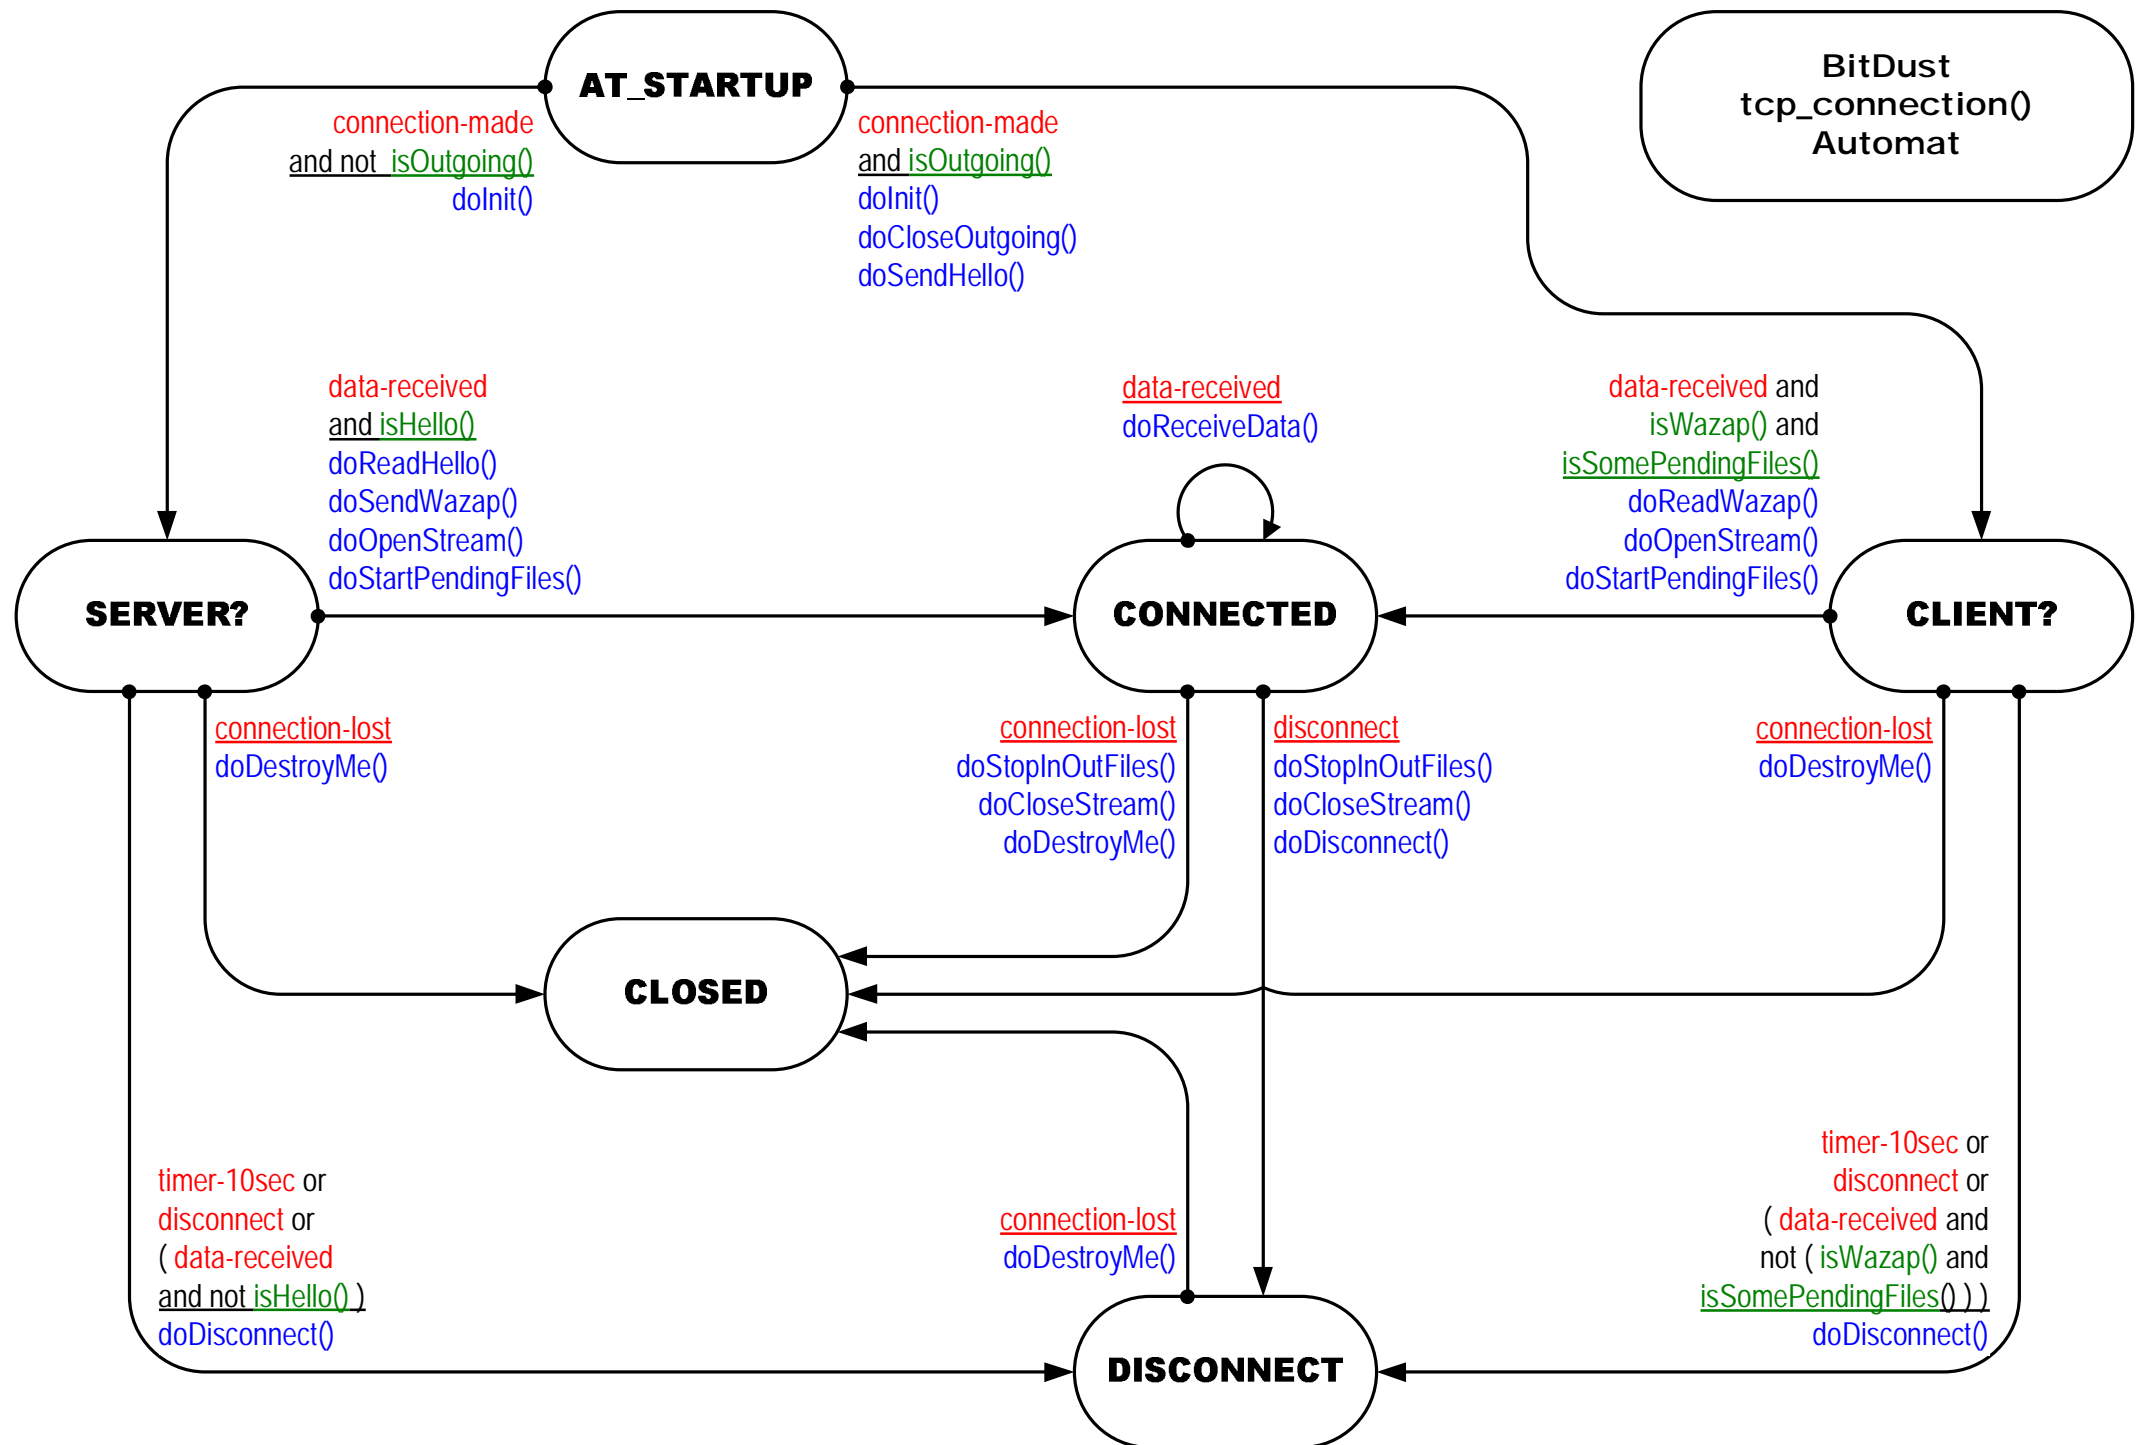 AT_STARTUP
BitDust
tcp_connection()
Automat
connection-made
and not isOutgoing()
doInit()
connection-made
and isOutgoing()
doInit()
doCloseOutgoing()
doSendHello()
data-received
and isHello()
doReadHello()
doSendWazap()
doOpenStream()
doStartPendingFiles()
data-received
doReceiveData()
data-received and
isWazap() and
isSomePendingFiles()
doReadWazap()
doOpenStream()
doStartPendingFiles()
SERVER?
CONNECTED
CLIENT?
connection-lost
doDestroyMe()
connection-lost
doStopInOutFiles()
doCloseStream()
doDestroyMe()
disconnect
doStopInOutFiles()
doCloseStream()
doDisconnect()
connection-lost
doDestroyMe()
CLOSED
timer-10sec or
disconnect or
( data-received
and not isHello() )
doDisconnect()
connection-lost
doDestroyMe()
timer-10sec or
disconnect or
( data-received and
not ( isWazap() and
isSomePendingFiles() ) )
doDisconnect()
DISCONNECT